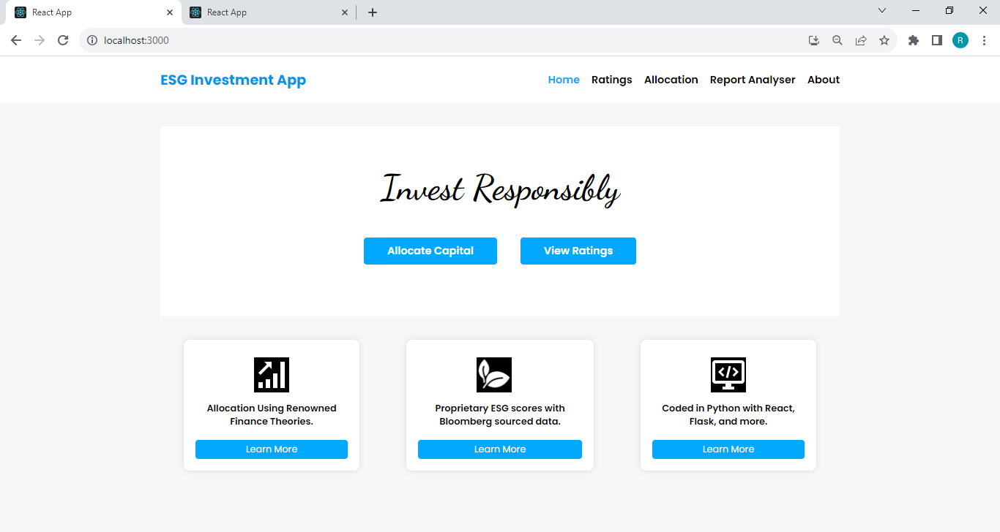 React App
React App
localhost:3000
R
ESG Investment App
Home Ratings Allocation Report Analyser About
Invest Responsibly
Allocate Capital View Ratings
Allocation Using Renowned
Finance Theories.
Learn More
Proprietary ESG scores with
Bloomberg sourced data.
Learn More
Coded in Python with React,
Flask, and more.
Learn More